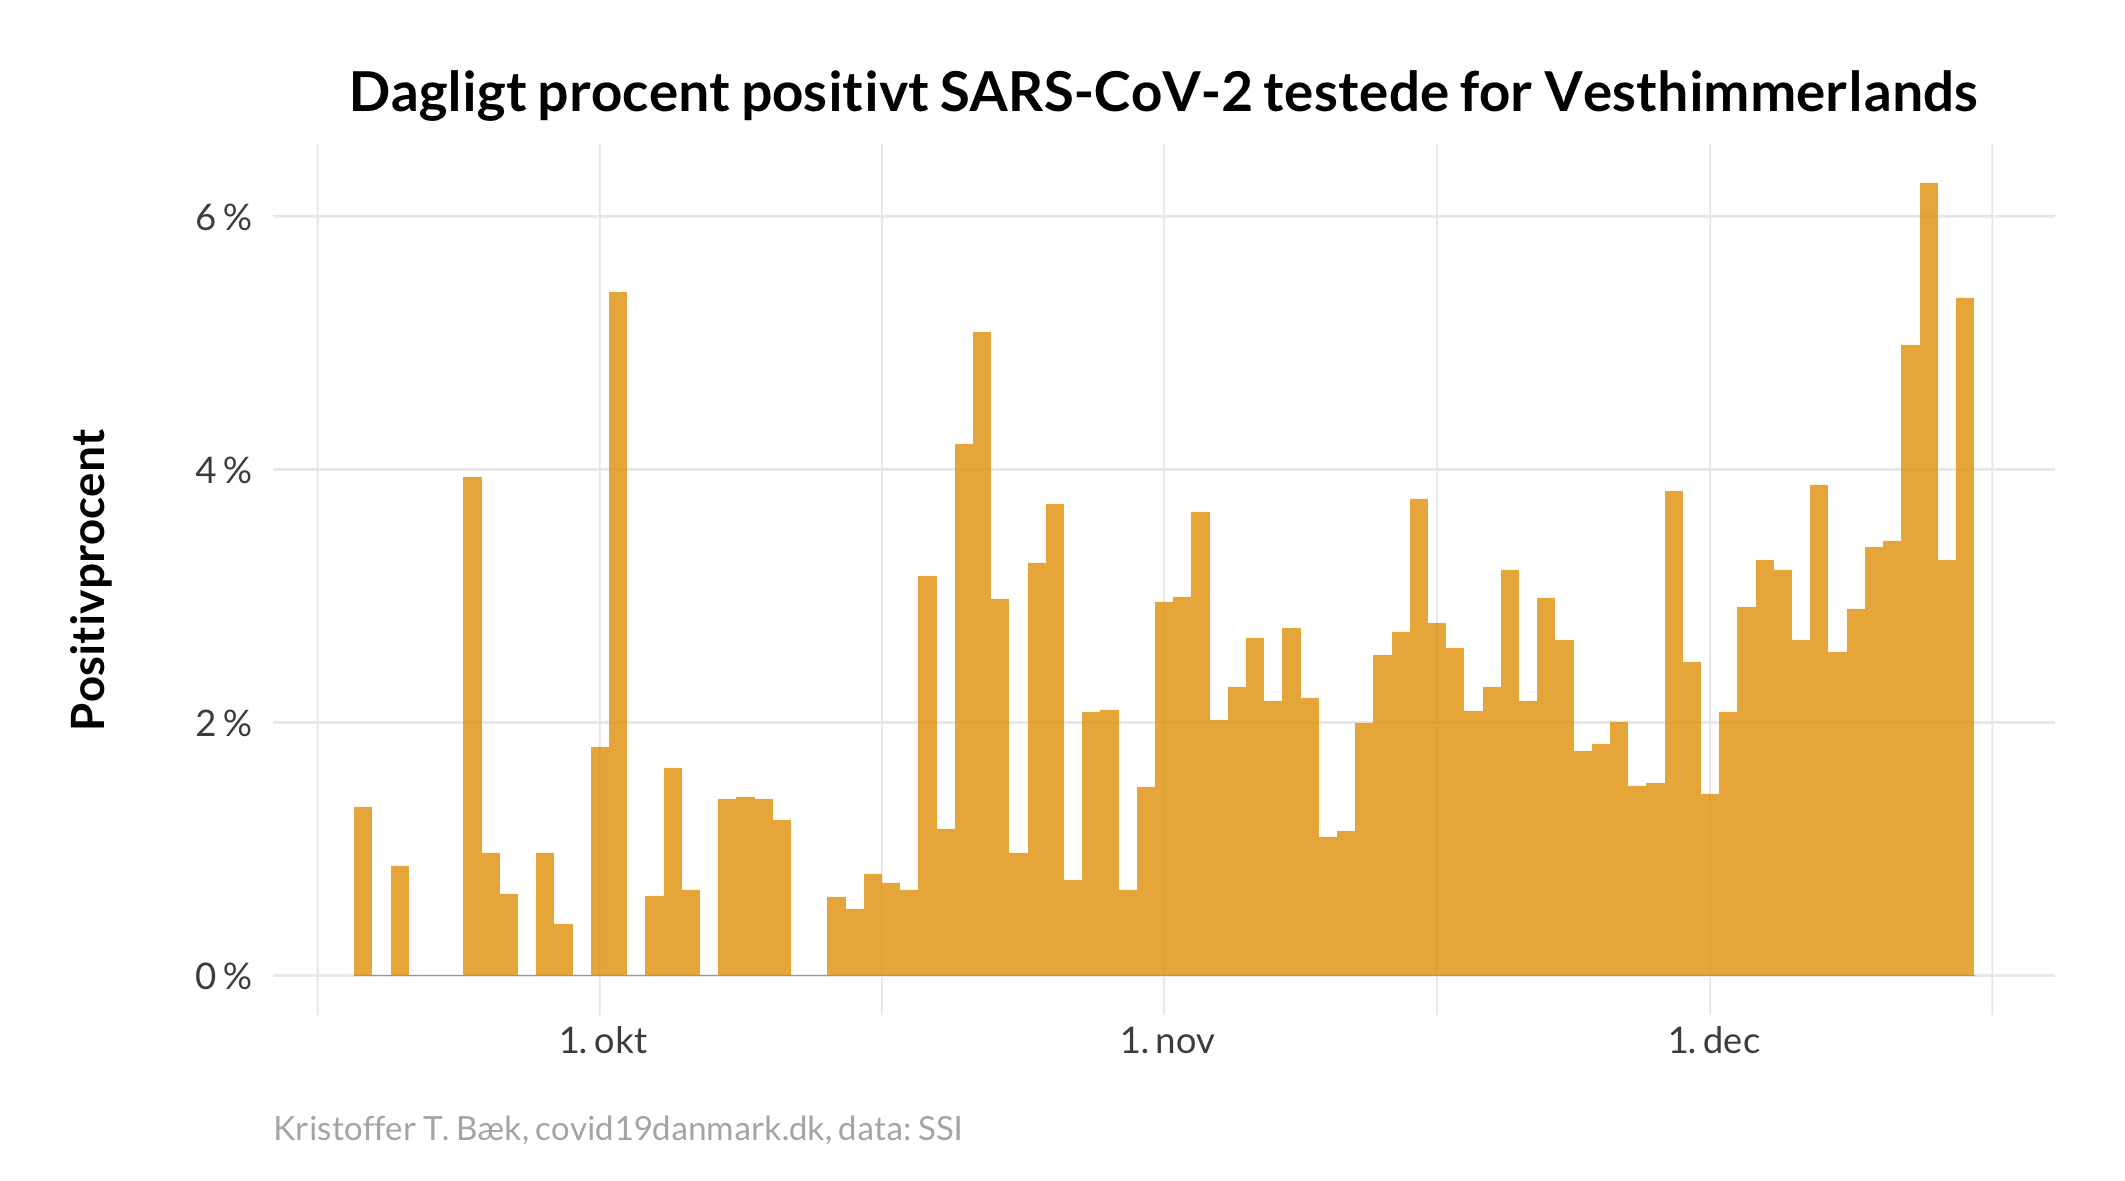 Dagligt procent positivt SARS-CoV-2 testede for Vesthimmerlands
Positivprocent
6 %
4 %
2 %
0 %
1. okt
1. nov
1. dec
Kristoffer T. Bæk, covid19danmark.dk, data: SSI